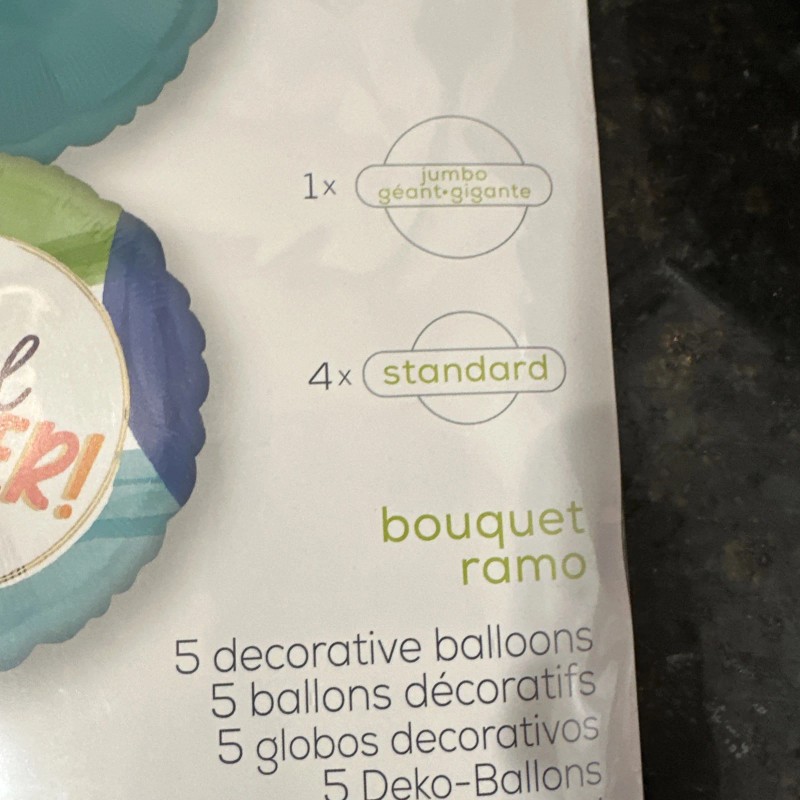 1x
jumbo
géant•gigante
4x
standard
ER!
bouquet
ramo
5 decorative balloons
5 ballons décoratifs
5 globos decorativos
5 Deko-Ballons